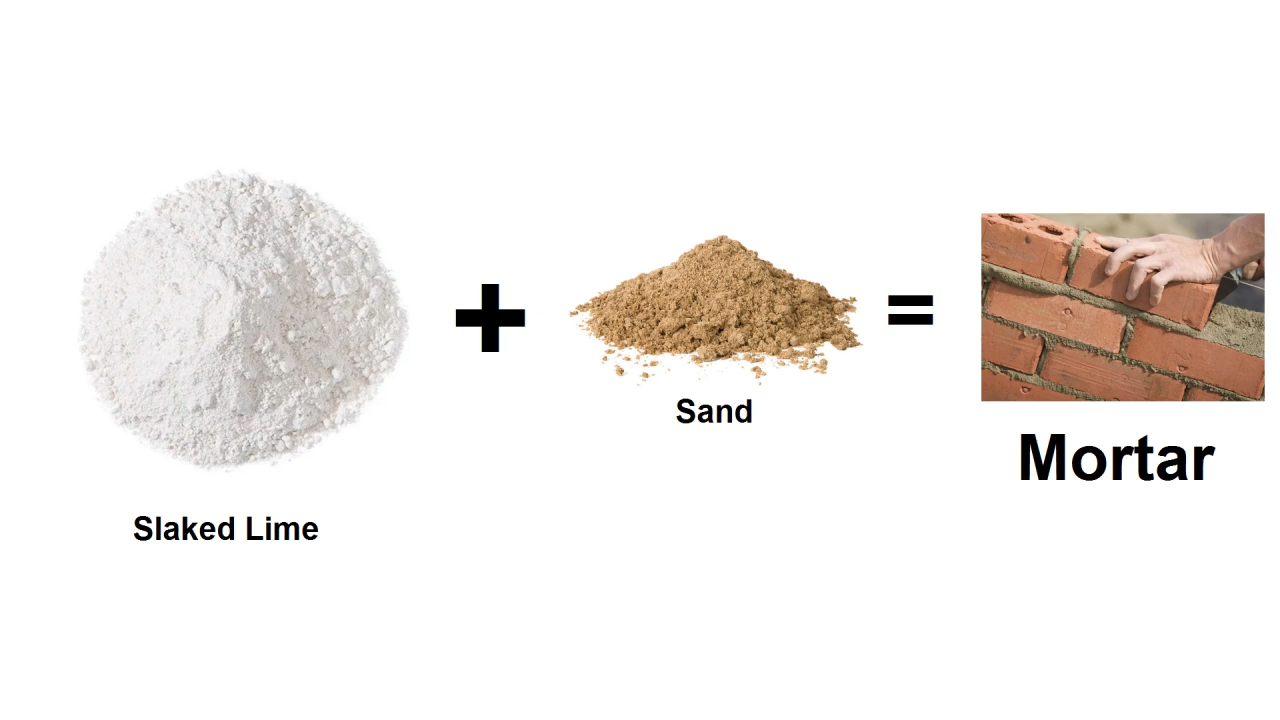 Slaked Lime
+
Sand
=
Mortar